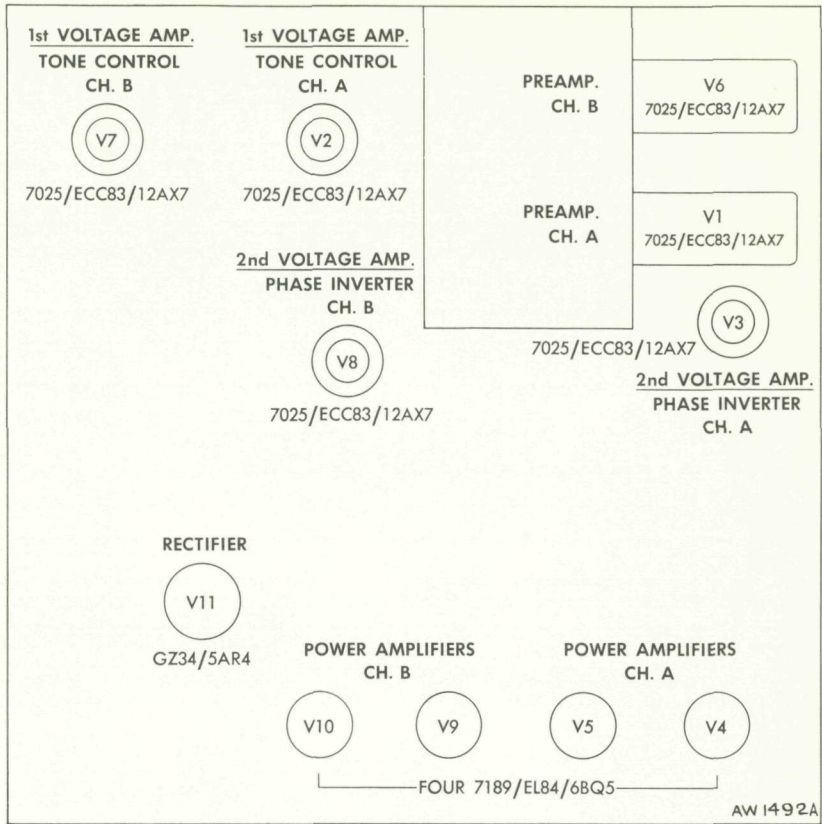 1st VOLTAGE AMP.
TONE CONTROL
CH. B
V7
7025/ECC83/12AX7
1st VOLTAGE AMP.
TONE CONTROL
CH. A
V2
7025/ECC83/12AX7
PREAMP.
CH. B
V6
7025/ECC83/12AX7
PREAMP.
CH. A
V1
7025/ECC83/12AX7
2nd VOLTAGE AMP.
PHASE INVERTER
CH. B
V8
7025/ECC83/12AX7
V3
7025/ECC83/12AX7
2nd VOLTAGE AMP.
PHASE INVERTER
CH. A
RECTIFIER
V11
GZ34/5AR4
POWER AMPLIFIERS
CH. B
POWER AMPLIFIERS
CH. A
V10
V9
V5
V4
FOUR 7189/EL84/6BQ5
AW 1492A